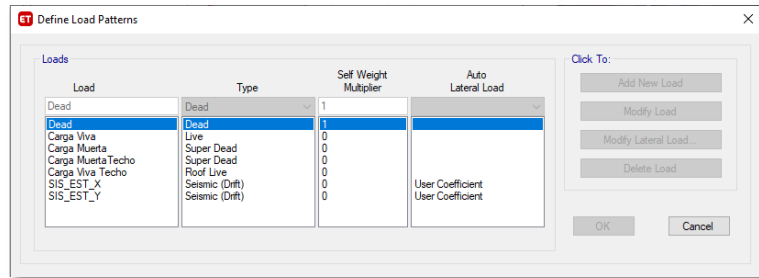 ET Define Load Patterns
Loads
Click To:
Load Type Self Weight Multiplier Auto Lateral Load
Dead Dead 1
Dead Dead 1
Carga Viva Live 0
Carga Muerta Super Dead 0
Carga MuertaTecho Super Dead 0
Carga Viva Techo Roof Live 0
SIS_EST_X Seismic (Drift) 0 User Coefficient
SIS_EST_Y Seismic (Drift) 0 User Coefficient
Add New Load
Modify Load
Modify Lateral Load...
Delete Load
OK Cancel